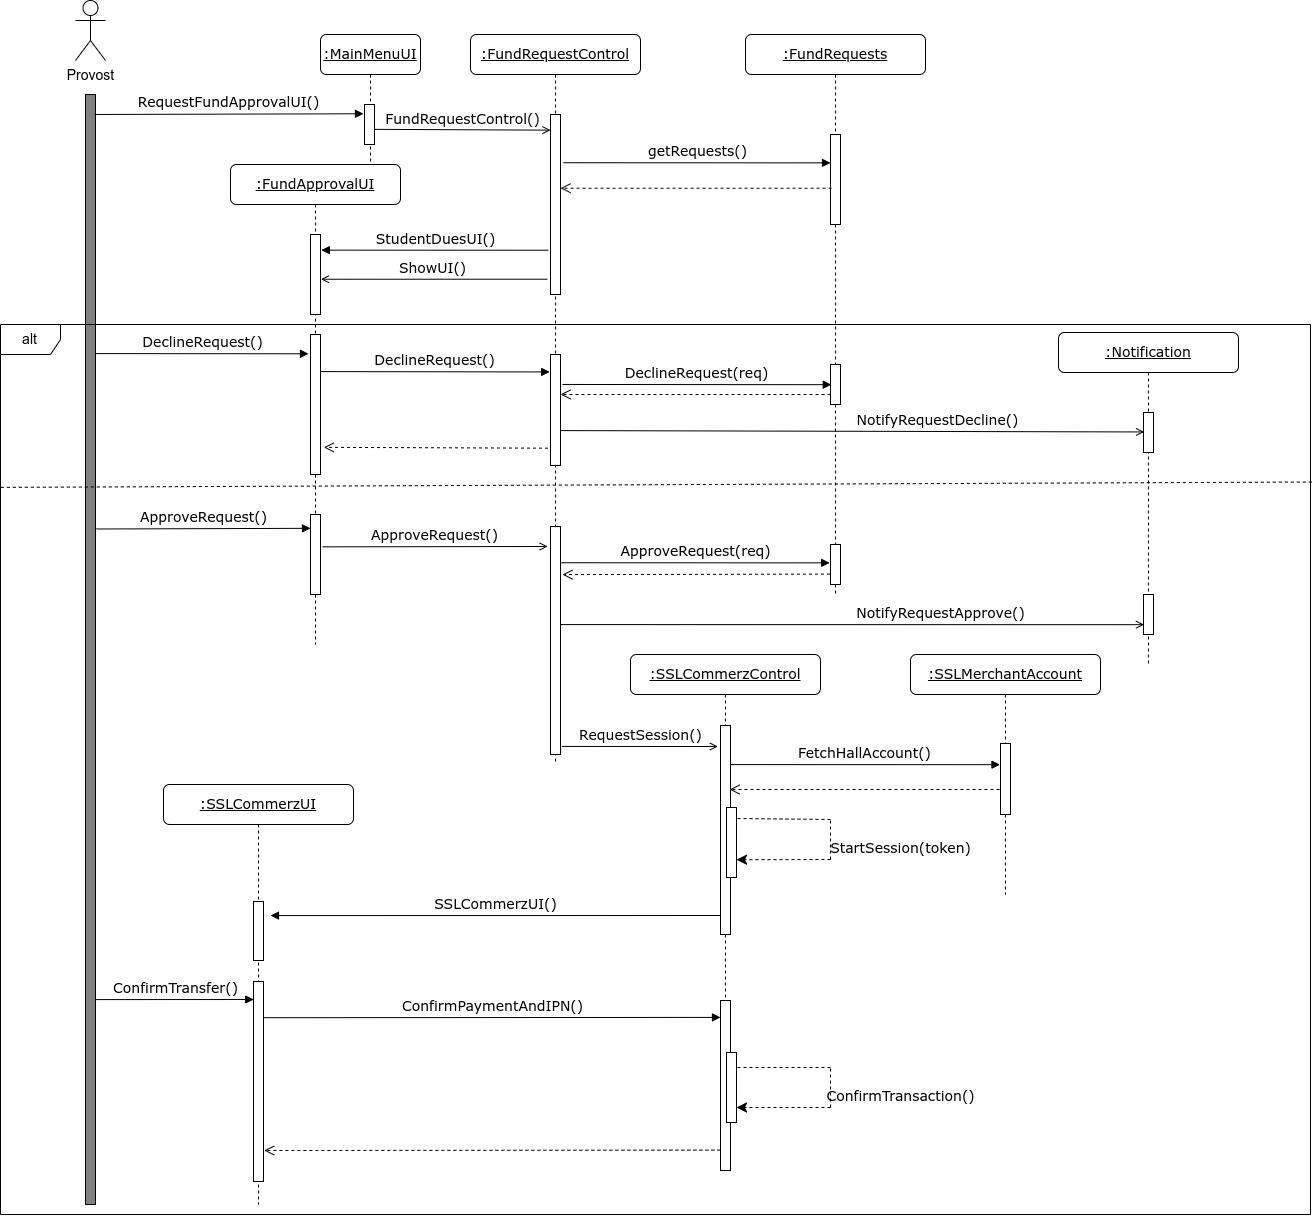 Provost
:MainMenuUI
:FundRequestControl
:FundRequests
RequestFundApprovalUI()
FundRequestControl()
getRequests()
:FundApprovalUI
StudentDuesUI()
ShowUI()
alt
DeclineRequest()
:Notification
DeclineRequest()
DeclineRequest(req)
NotifyRequestDecline()
ApproveRequest()
ApproveRequest()
ApproveRequest(req)
NotifyRequestApprove()
:SSLCommerzControl
:SSLMerchantAccount
RequestSession()
FetchHallAccount()
:SSLCommerzUI
StartSession(token)
SSLCommerzUI()
ConfirmTransfer()
ConfirmPaymentAndIPN()
ConfirmTransaction()